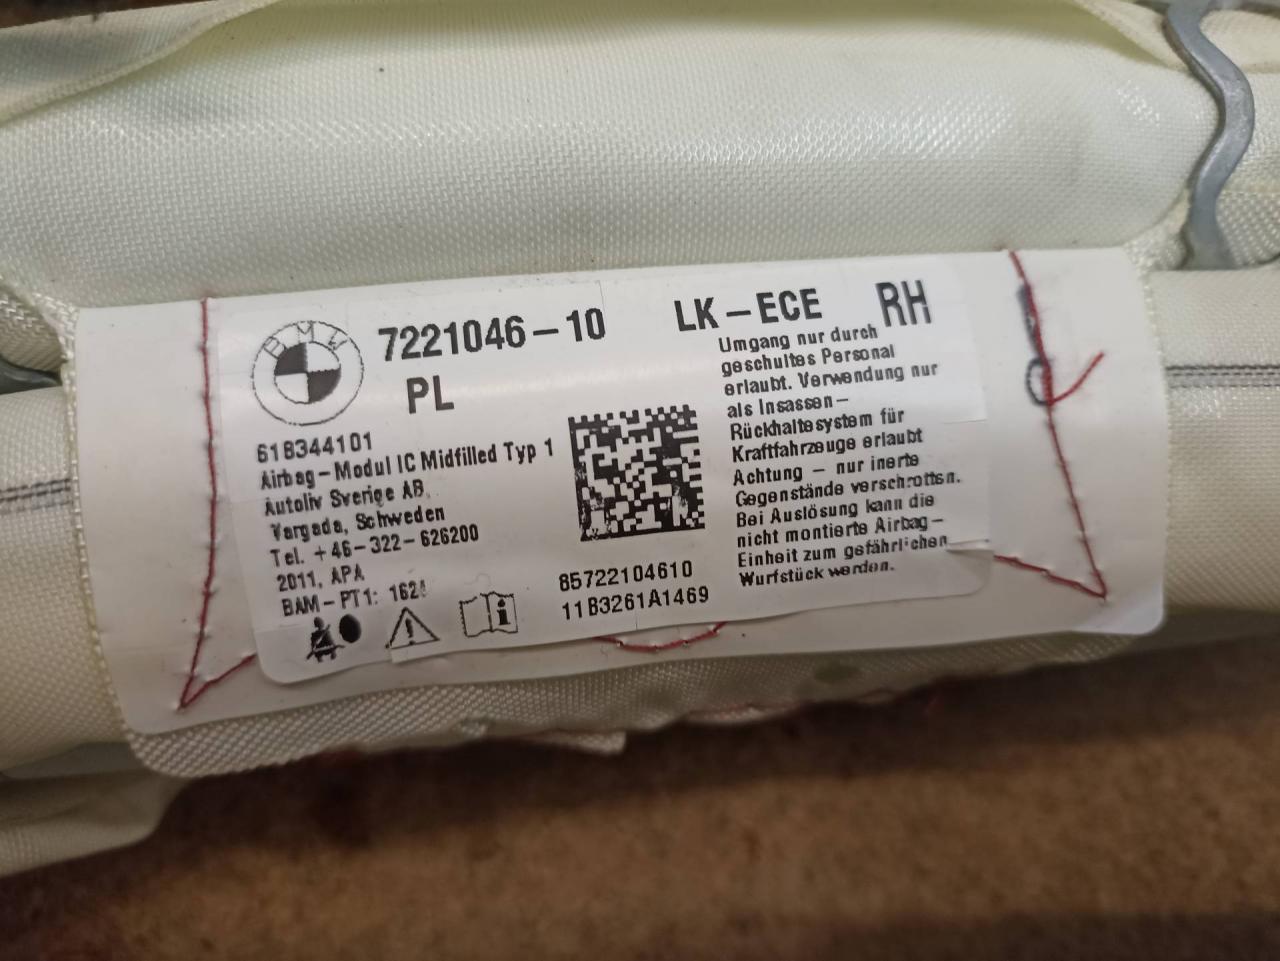 BMW
7221046-10
LK-ECE
RH
PL
618344101
Airbag-Modul IC Midfilled Typ 1
Autoliv Sverige AB
Vargada, Schweden
Tel. +46-322-626200
2011, APA
BAM-PT1:
85722104610
11B3261A1469
Umgang nur durch
geschultes Personal
erlaubt. Verwendung nur
als Insassen-
Rückhaltesystem für
Kraftfahrzeuge erlaubt
Achtung - nur inerte
Gegenstände verschrotten.
Bei Auslösung kann die
nicht montierte Airbag-
Einheit zum gefährlichen
Wurfstück werden.